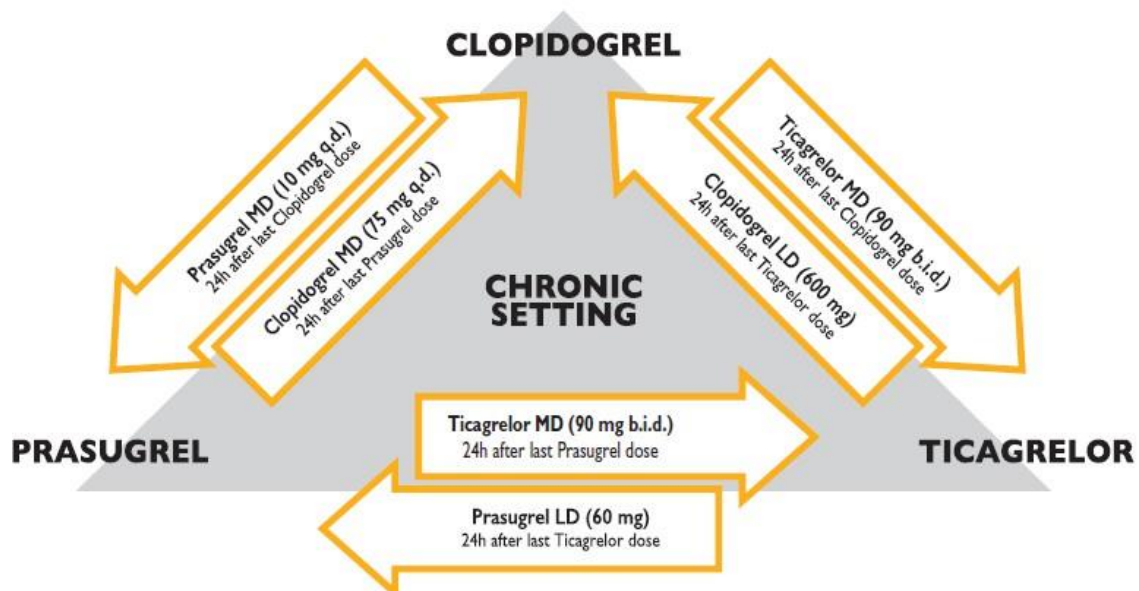 CLOPIDOGREL
Prasugrel MD (10 mg q.d.)
24h after last Clopidogrel dose
Clopidogrel MD (75 mg q.d.)
24h after last Prasugrel dose
Ticagrelor MD (90 mg b.i.d.)
24h after last Clopidogrel dose
Clopidogrel LD (600 mg)
24h after last Ticagrelor dose
CHRONIC
SETTING
PRASUGREL
Ticagrelor MD (90 mg b.i.d.)
24h after last Prasugrel dose
TICAGRELOR
Prasugrel LD (60 mg)
24h after last Ticagrelor dose